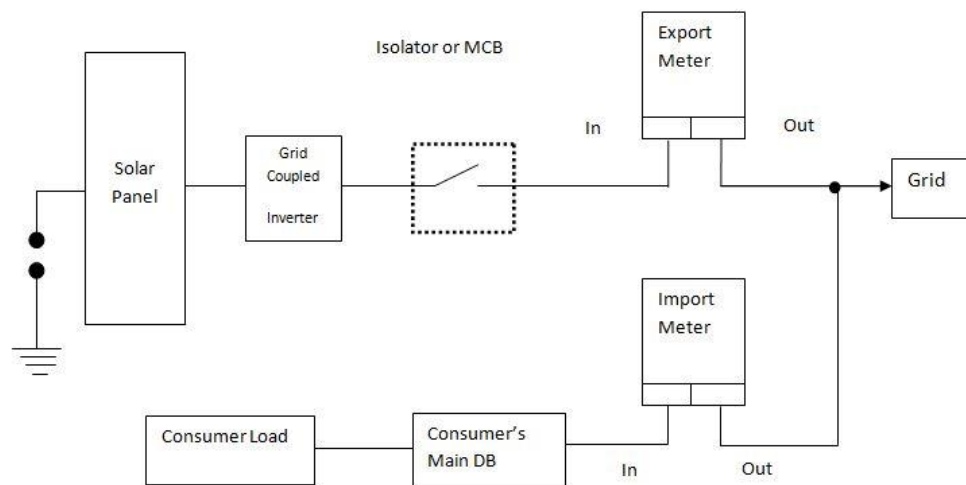 Isolator or MCB
Export
Meter
In
Out
Solar
Panel
Grid
Coupled
Inverter
Grid
Import
Meter
Consumer Load
Consumer's
Main DB
In
Out